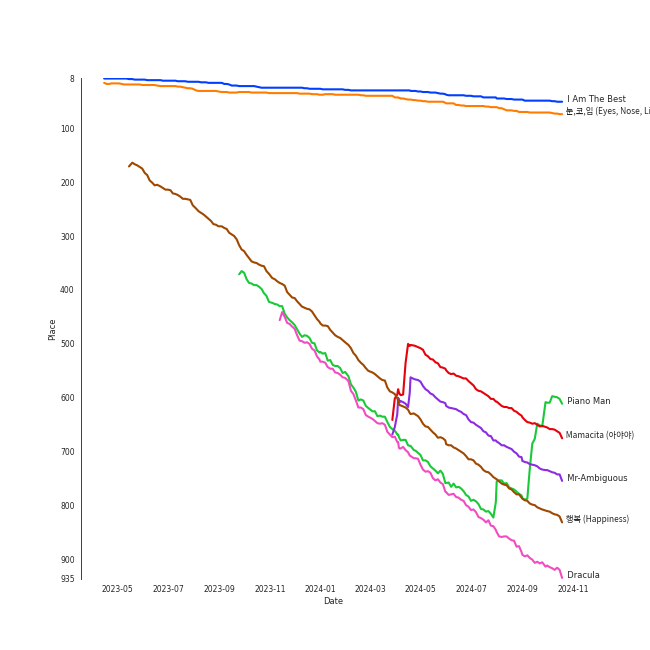 8
100
200
300
400
500
600
700
800
900
935
Place
2023-05
2023-07
2023-09
2023-11
2024-01
2024-03
2024-05
2024-07
2024-09
2024-11
Date
I Am The Best
눈,코,입 (Eyes, Nose, Li
Piano Man
Mamacita (아야야)
Mr-Ambiguous
행복 (Happiness)
Dracula